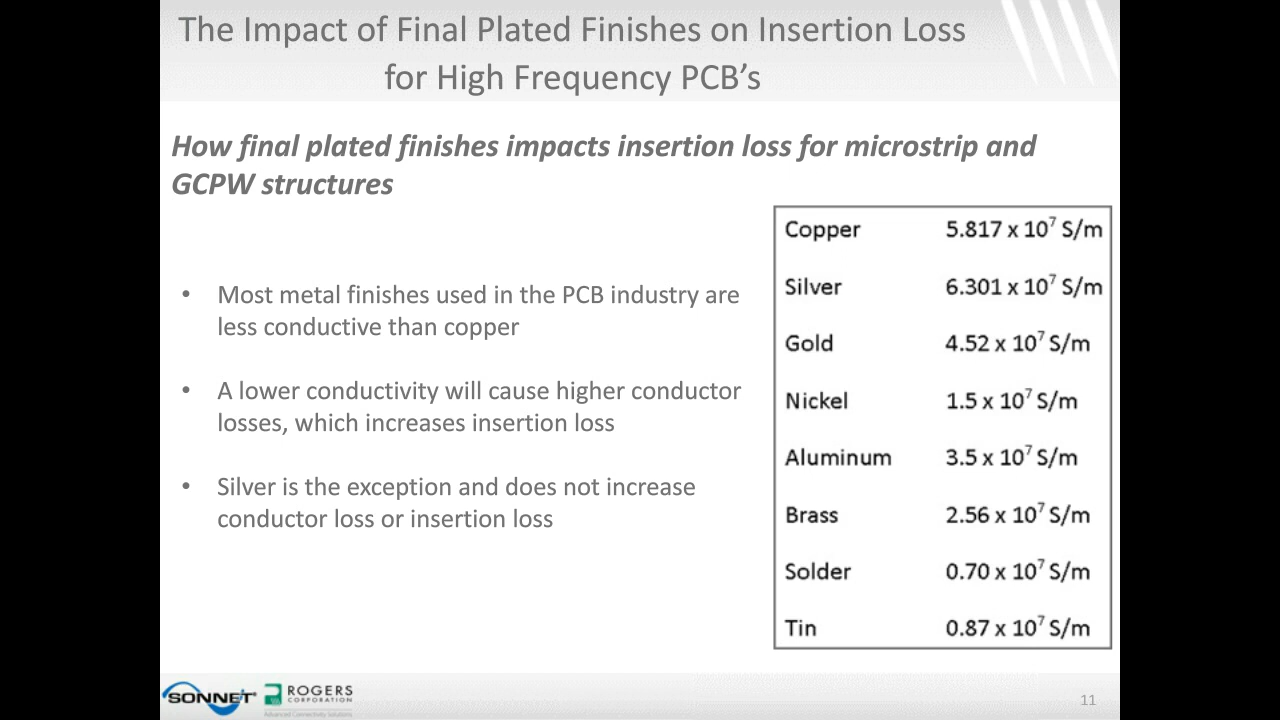 The Impact of Final Plated Finishes on Insertion Loss
for High Frequency PCB’s
How final plated finishes impacts insertion loss for microstrip and
GCPW structures
• Most metal finishes used in the PCB industry are
less conductive than copper
• A lower conductivity will cause higher conductor
losses, which increases insertion loss
• Silver is the exception and does not increase
conductor loss or insertion loss
Copper 5.817 x 10⁷ S/m
Silver 6.301 x 10⁷ S/m
Gold 4.52 x 10⁷ S/m
Nickel 1.5 x 10⁷ S/m
Aluminum 3.5 x 10⁷ S/m
Brass 2.56 x 10⁷ S/m
Solder 0.70 x 10⁷ S/m
Tin 0.87 x 10⁷ S/m
SONNET
ROGERS
CORPORATION
Advanced Connectivity Solutions
11